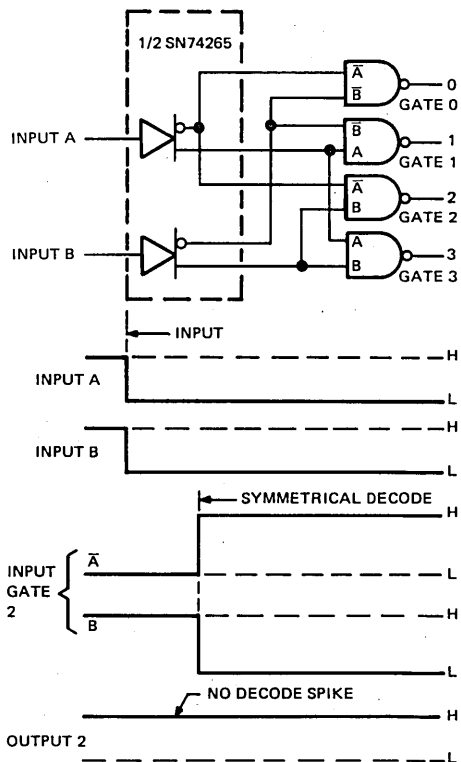 1/2 SN74265
INPUT A
INPUT B
A̅
B̅
0
GATE 0
B̅
A
1
GATE 1
A̅
B
2
GATE 2
A
B
3
GATE 3
INPUT
H
INPUT A
L
H
INPUT B
L
SYMMETRICAL DECODE
H
INPUT
GATE
2
A̅
L
H
B
L
NO DECODE SPIKE
H
OUTPUT 2
L